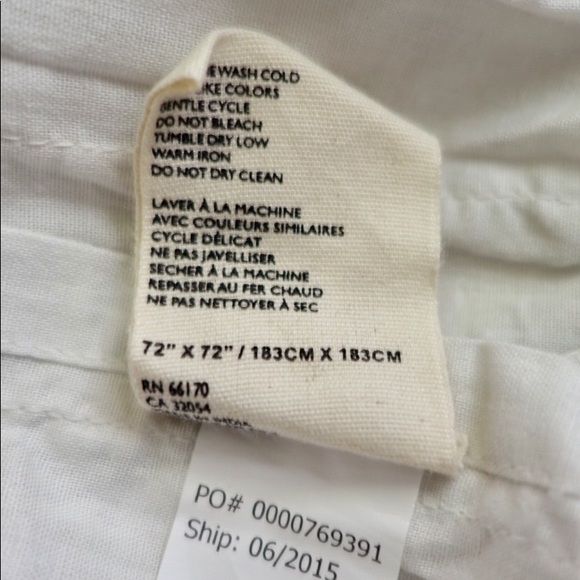 WASH COLD
COLORS
GENTLE CYCLE
DO NOT BLEACH
TUMBLE DRY LOW
WARM IRON
DO NOT DRY CLEAN
LAVER À LA MACHINE
AVEC COULEURS SIMILAIRES
CYCLE DÉLICAT
NE PAS JAVELLISER
SECHER À LA MACHINE
REPASSER AU FER CHAUD
NE PAS NETTOYER À SEC
72" X 72" / 183CM X 183CM
RN 66170
CA 32054
PO# 0000769391
Ship: 06/2015